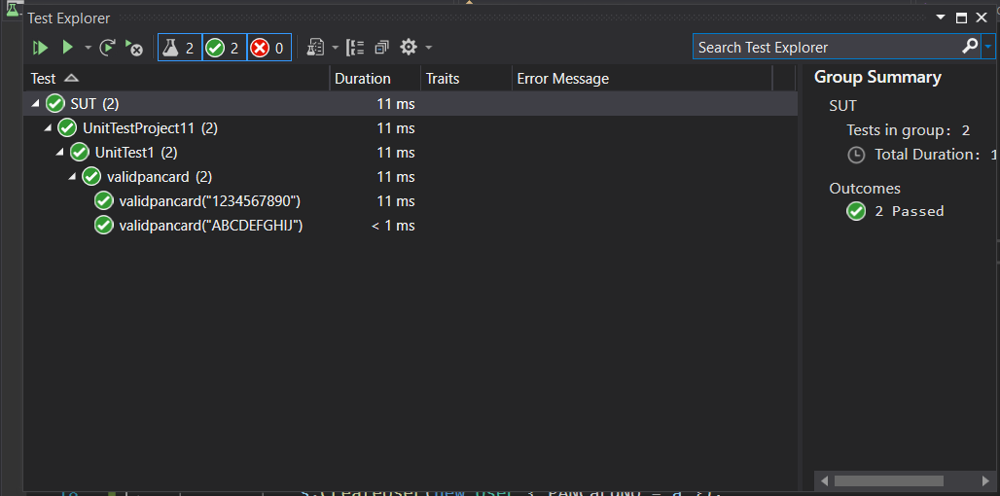 Test Explorer
2 2 0
Search Test Explorer
Test Duration Traits Error Message
SUT (2) 11 ms
UnitTestProject11 (2) 11 ms
UnitTest1 (2) 11 ms
validpancard (2) 11 ms
validpancard("1234567890") 11 ms
validpancard("ABCDEFGHIJ") < 1 ms
Group Summary
SUT
Tests in group: 2
Total Duration: 1
Outcomes
2 Passed